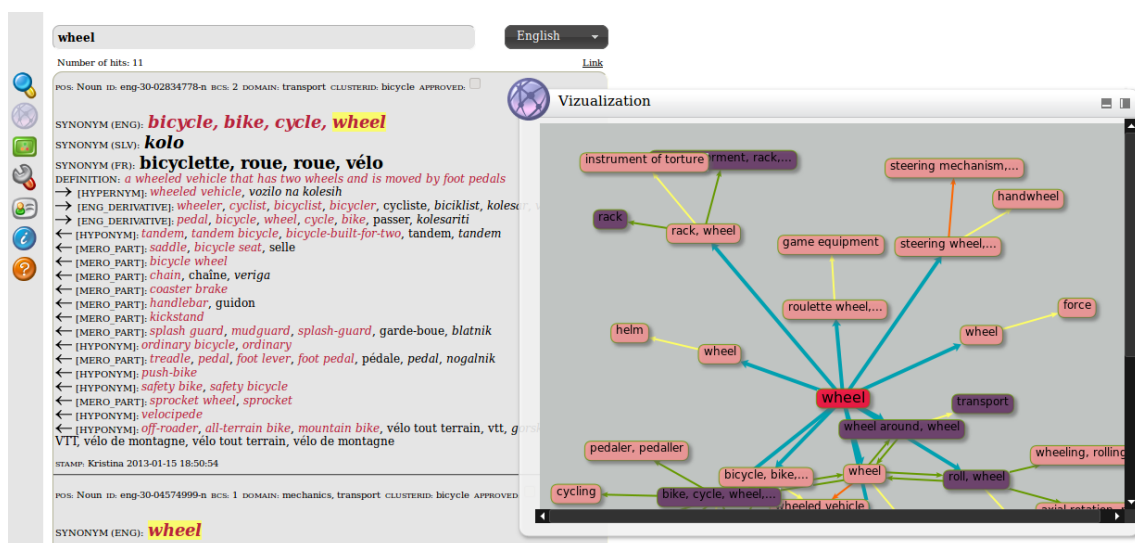 wheel
English
Number of hits: 11
Link
POS: Noun ID: eng-30-02834778-n BCS: 2 DOMAIN: transport CLUSTERID: bicycle APPROVED:
SYNONYM (ENG): bicycle, bike, cycle, wheel
SYNONYM (SLV): kolo
SYNONYM (FR): bicyclette, roue, roue, vélo
DEFINITION: a wheeled vehicle that has two wheels and is moved by foot pedals
→ [HYPERNYM]: wheeled vehicle, vozilo na kolesih
→ [ENG_DERIVATIVE]: wheeler, cyclist, bicyclist, bicycler, cycliste, biciklist, kolesar,
→ [ENG_DERIVATIVE]: pedal, bicycle, wheel, cycle, bike, passer, kolesariti
← [HYPONYM]: tandem, tandem bicycle, bicycle-built-for-two, tandem, tandem
← [MERO_PART]: saddle, bicycle seat, selle
← [MERO_PART]: bicycle wheel
← [MERO_PART]: chain, chaîne, veriga
← [MERO_PART]: coaster brake
← [MERO_PART]: handlebar, guidon
← [MERO_PART]: kickstand
← [MERO_PART]: splash guard, mudguard, splash-guard, garde-boue, blatnik
← [HYPONYM]: ordinary bicycle, ordinary
← [MERO_PART]: treadle, pedal, foot lever, foot pedal, pédale, pedal, nogalnik
← [HYPONYM]: push-bike
← [HYPONYM]: safety bike, safety bicycle
← [MERO_PART]: sprocket wheel, sprocket
← [HYPONYM]: velocipede
← [HYPONYM]: off-roader, all-terrain bike, mountain bike, vélo tout terrain, vtt,
VTT, vélo de montagne, vélo tout terrain, vélo de montagne
STAMP: Kristina 2013-01-15 18:50:54
POS: Noun ID: eng-30-04574999-n BCS: 1 DOMAIN: mechanics, transport CLUSTERID: bicycle APPROVED
SYNONYM (ENG): wheel
Vizualization
instrument of torture
rment, rack,...
steering mechanism,...
handwheel
rack
rack, wheel
game equipment
steering wheel,...
roulette wheel,...
force
helm
wheel
wheel
wheel
transport
wheel around, wheel
pedaler, pedaller
wheeling, rolling
bicycle, bike,...
wheel
roll, wheel
cycling
bike, cycle, wheel,...
wheeled vehicle
axial rotation,